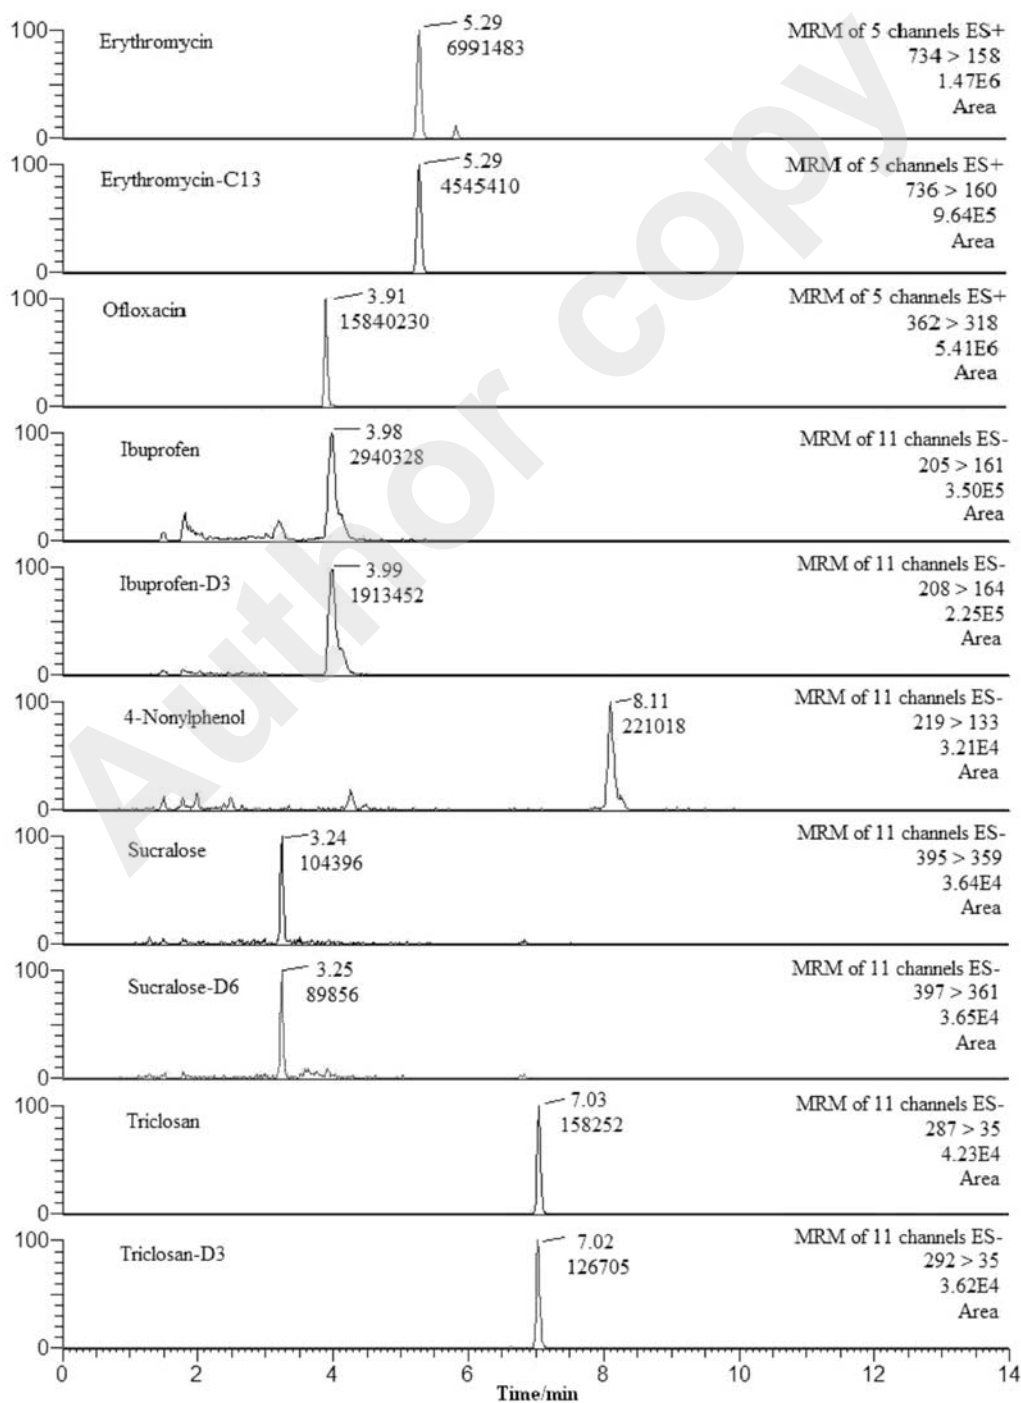 100
Erythromycin
5.29
6991483
MRM of 5 channels ES+
734 > 158
1.47E6
Area
0
100
Erythromycin-C13
5.29
4545410
MRM of 5 channels ES+
736 > 160
9.64E5
Area
0
100
Ofloxacin
3.91
15840230
MRM of 5 channels ES+
362 > 318
5.41E6
Area
0
100
Ibuprofen
3.98
2940328
MRM of 11 channels ES-
205 > 161
3.50E5
Area
0
100
Ibuprofen-D3
3.99
1913452
MRM of 11 channels ES-
208 > 164
2.25E5
Area
0
100
4-Nonylphenol
8.11
221018
MRM of 11 channels ES-
219 > 133
3.21E4
Area
0
100
Sucralose
3.24
104396
MRM of 11 channels ES-
395 > 359
3.64E4
Area
0
100
Sucralose-D6
3.25
89856
MRM of 11 channels ES-
397 > 361
3.65E4
Area
0
100
Triclosan
7.03
158252
MRM of 11 channels ES-
287 > 35
4.23E4
Area
0
100
Triclosan-D3
7.02
126705
MRM of 11 channels ES-
292 > 35
3.62E4
Area
0
0 2 4 6 8 10 12 14
Time/min
Author copy